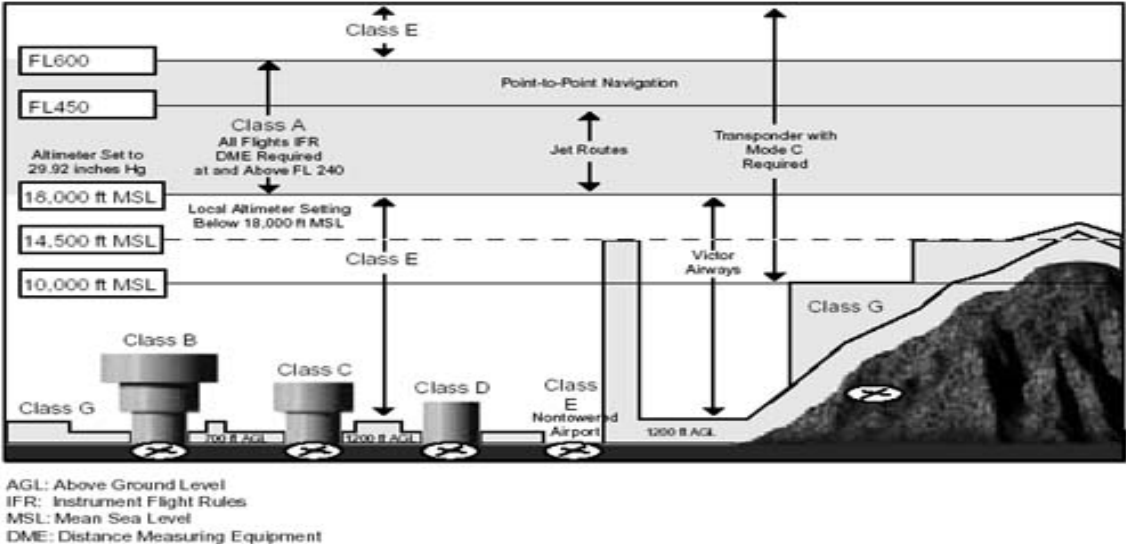 Class E
FL600
Point-to-Point Navigation
FL450
Class A
All Flights IFR
DME Required
at and Above FL 240
Jet Routes
Transponder with
Mode C
Required
Altimeter Set to
29.92 inches Hg
18,000 ft MSL
Local Altimeter Setting
Below 18,000 ft MSL
14,500 ft MSL
Class E
Victor
Airways
10,000 ft MSL
Class G
Class B
Class C
Class D
Class
E
Nontowered
Airport
Class G
700 ft AGL
1200 ft AGL
1200 ft AGL
AGL: Above Ground Level
IFR: Instrument Flight Rules
MSL: Mean Sea Level
DME: Distance Measuring Equipment